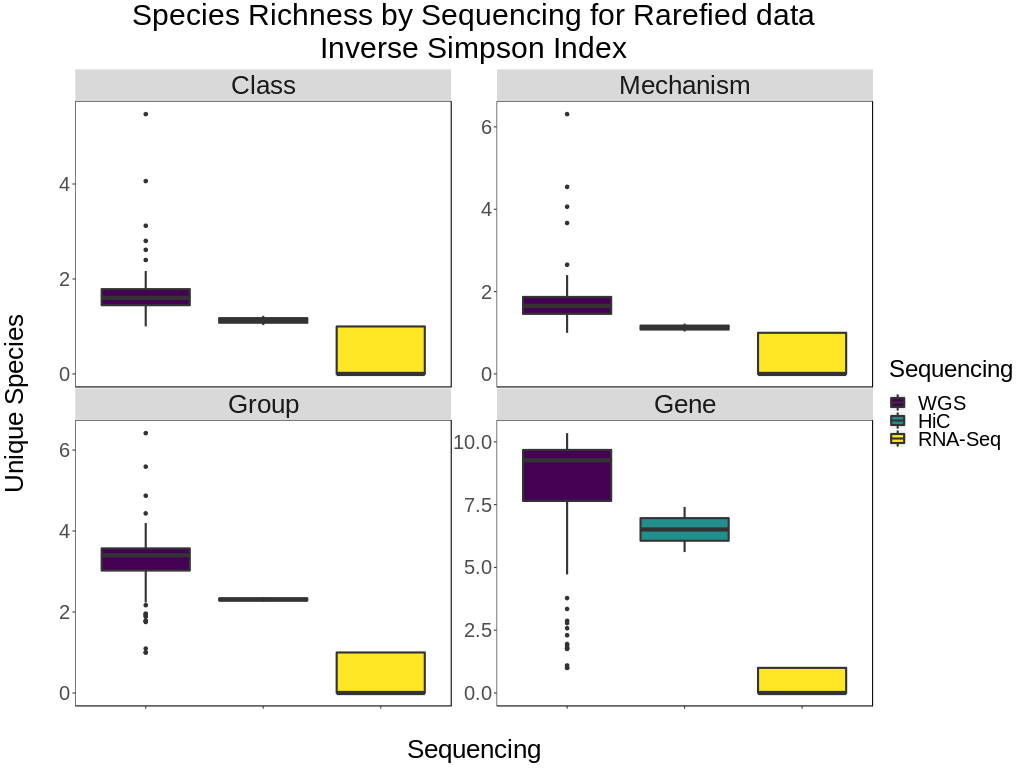 Species Richness by Sequencing for Rarefied data
Inverse Simpson Index
Class
Mechanism
4
2
0
6
4
2
0
Group
Gene
6
4
2
0
10.0
7.5
5.0
2.5
0.0
Unique Species
Sequencing
Sequencing
WGS
HiC
RNA-Seq